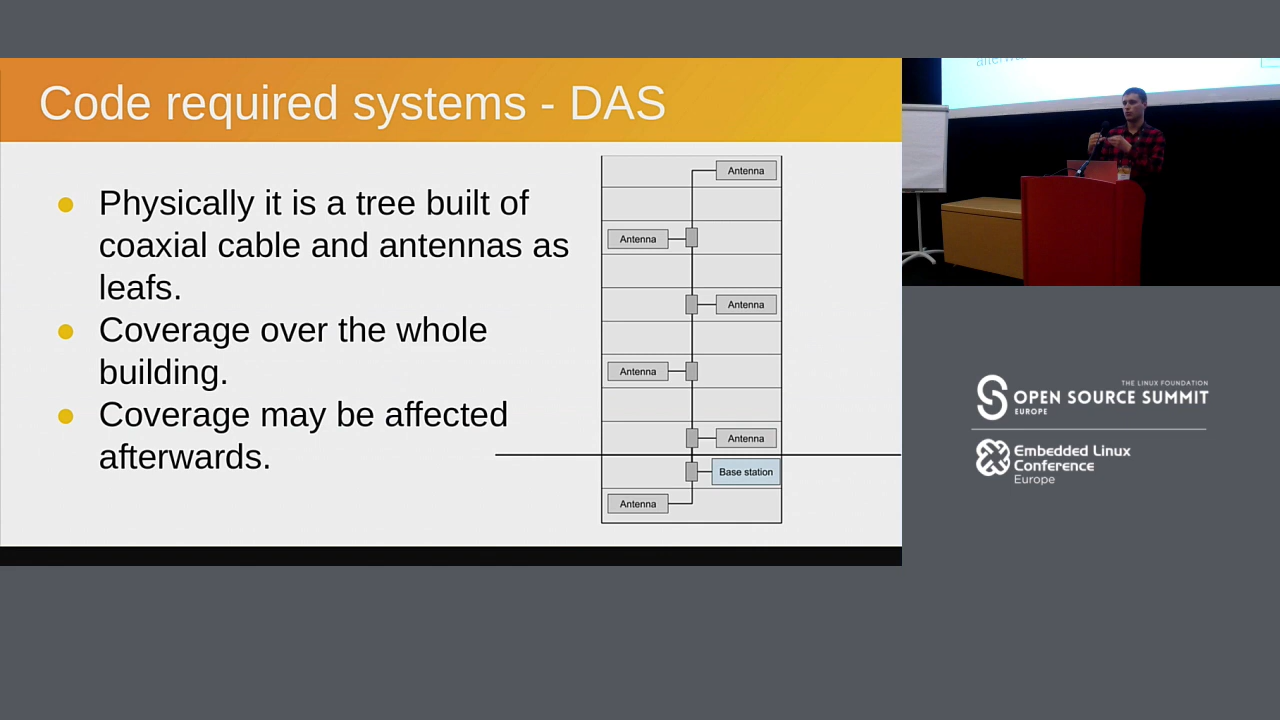 Code required systems - DAS
Physically it is a tree built of
coaxial cable and antennas as
leafs.
Coverage over the whole
building.
Coverage may be affected
afterwards.
Antenna
Antenna
Antenna
Antenna
Antenna
Base station
Antenna
THE LINUX FOUNDATION
OPEN SOURCE SUMMIT
EUROPE
Embedded Linux
Conference
Europe